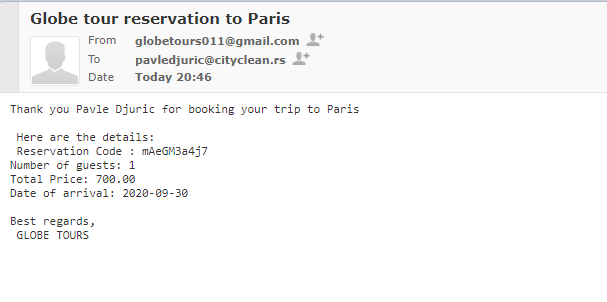 Globe tour reservation to Paris
From globetours011@gmail.com
To pavledjuric@cityclean.rs
Date Today 20:46
Thank you Pavle Djuric for booking your trip to Paris
Here are the details:
Reservation Code : mAeGM3a4j7
Number of guests: 1
Total Price: 700.00
Date of arrival: 2020-09-30
Best regards,
GLOBE TOURS